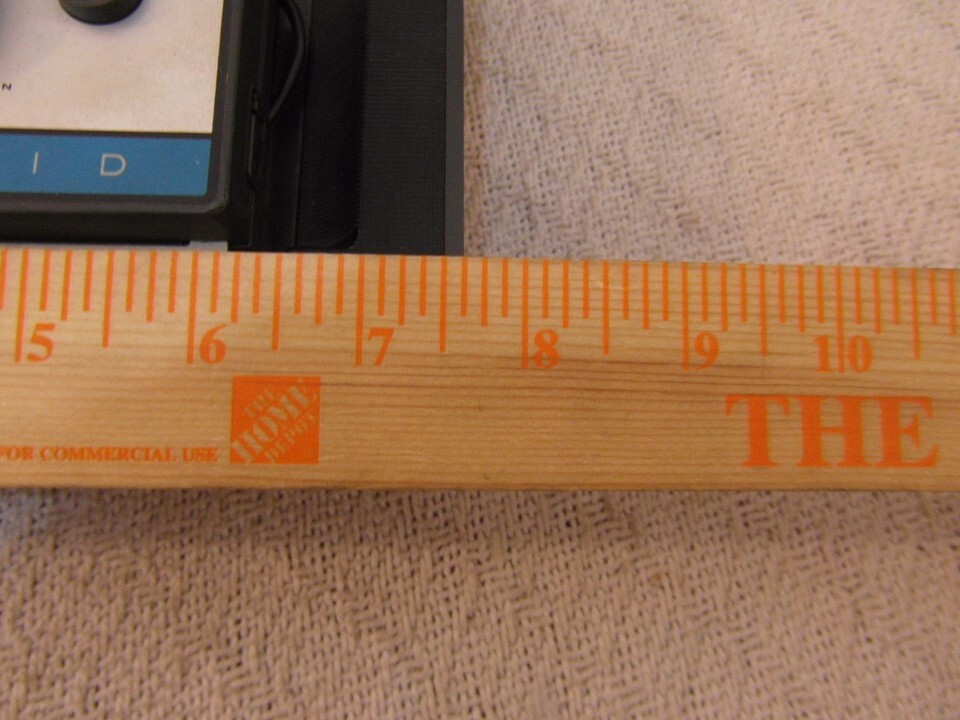 N
I D
5 6 7 8 9 10
THE
HOME
DEPOT
FOR COMMERCIAL USE
THE